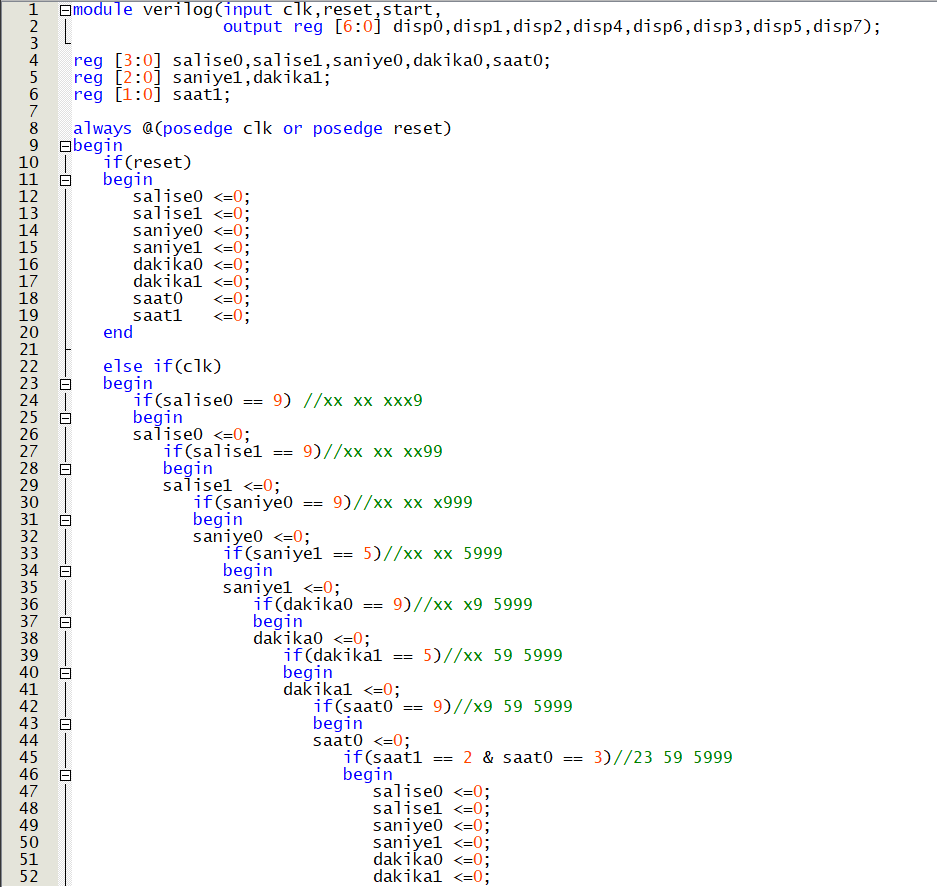 1 module verilog(input clk,reset,start,
2 output reg [6:0] disp0,disp1,disp2,disp4,disp6,disp3,disp5,disp7);
3
4 reg [3:0] salise0,salise1,saniye0,dakika0,saat0;
5 reg [2:0] saniye1,dakika1;
6 reg [1:0] saat1;
7
8 always @(posedge clk or posedge reset)
9 begin
10 if(reset)
11 begin
12 salise0 <=0;
13 salise1 <=0;
14 saniye0 <=0;
15 saniye1 <=0;
16 dakika0 <=0;
17 dakika1 <=0;
18 saat0 <=0;
19 saat1 <=0;
20 end
21
22 else if(clk)
23 begin
24 if(salise0 == 9) //xx xx xxx9
25 begin
26 salise0 <=0;
27 if(salise1 == 9)//xx xx xx99
28 begin
29 salise1 <=0;
30 if(saniye0 == 9)//xx xx x999
31 begin
32 saniye0 <=0;
33 if(saniye1 == 5)//xx xx 5999
34 begin
35 saniye1 <=0;
36 if(dakika0 == 9)//xx x9 5999
37 begin
38 dakika0 <=0;
39 if(dakika1 == 5)//xx 59 5999
40 begin
41 dakika1 <=0;
42 if(saat0 == 9)//x9 59 5999
43 begin
44 saat0 <=0;
45 if(saat1 == 2 & saat0 == 3)//23 59 5999
46 begin
47 salise0 <=0;
48 salise1 <=0;
49 saniye0 <=0;
50 saniye1 <=0;
51 dakika0 <=0;
52 dakika1 <=0;